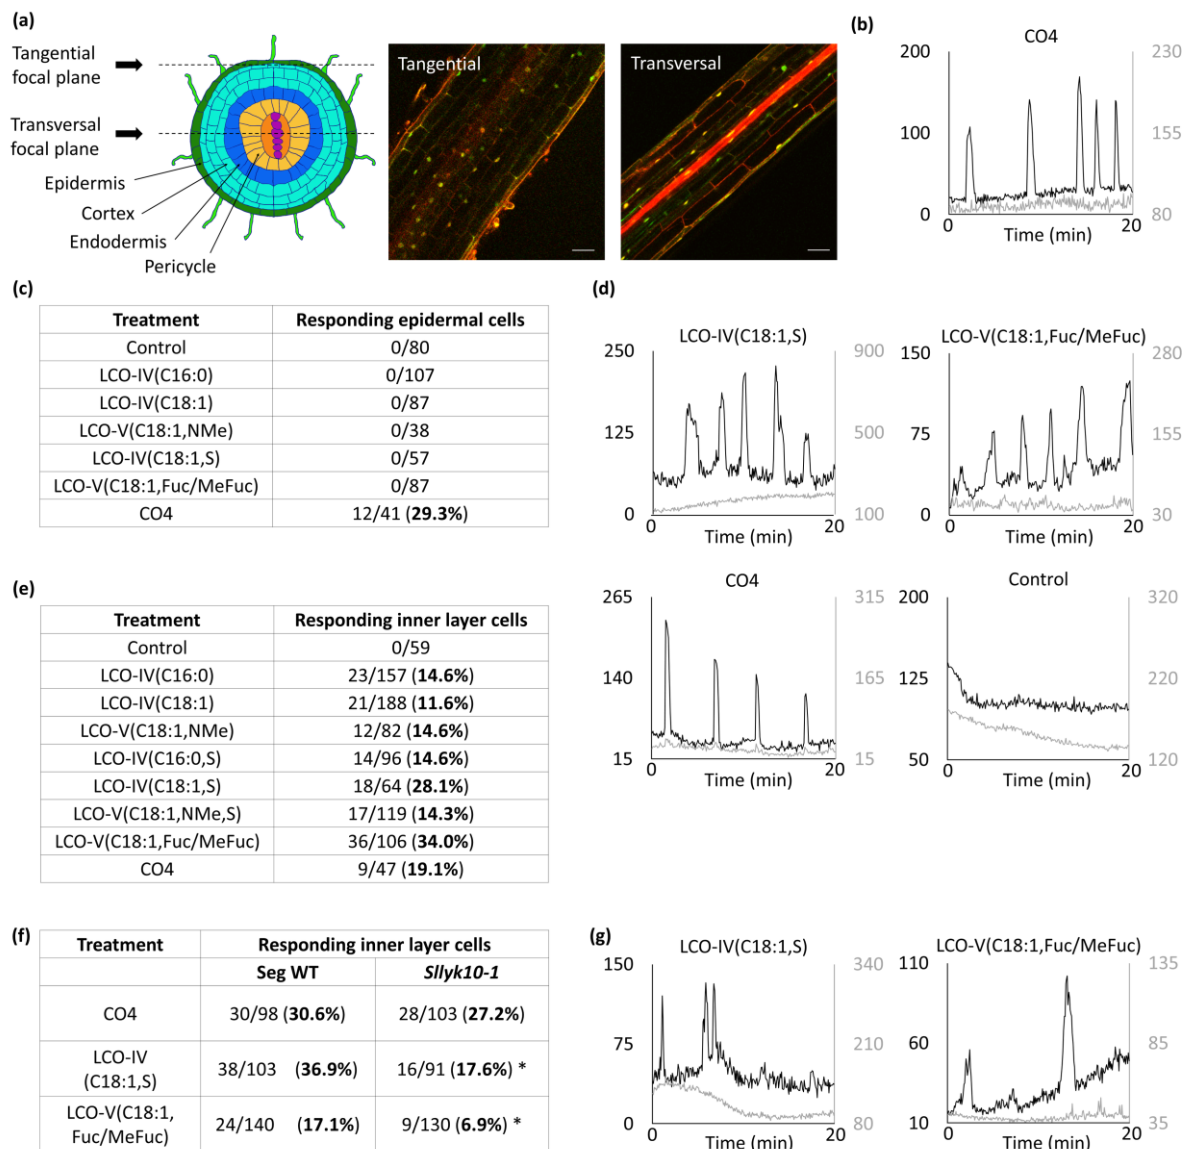 (a)
Tangential
focal plane
Transversal
focal plane
Epidermis
Cortex
Endodermis
Pericycle
Tangential
Transversal
(b)
CO4
200
100
0
230
155
80
0
20
Time (min)
(c)
Treatment Responding epidermal cells
Control 0/80
LCO-IV(C16:0) 0/107
LCO-IV(C18:1) 0/87
LCO-V(C18:1,NMe) 0/38
LCO-IV(C18:1,S) 0/57
LCO-V(C18:1,Fuc/MeFuc) 0/87
CO4 12/41 (29.3%)
(d)
LCO-IV(C18:1,S)
250
125
0
900
500
100
0
20
Time (min)
LCO-V(C18:1,Fuc/MeFuc)
150
75
0
280
155
30
0
20
Time (min)
CO4
265
140
15
315
165
15
0
20
Time (min)
Control
200
125
50
320
220
120
0
20
Time (min)
(e)
Treatment Responding inner layer cells
Control 0/59
LCO-IV(C16:0) 23/157 (14.6%)
LCO-IV(C18:1) 21/188 (11.6%)
LCO-V(C18:1,NMe) 12/82 (14.6%)
LCO-IV(C16:0,S) 14/96 (14.6%)
LCO-IV(C18:1,S) 18/64 (28.1%)
LCO-V(C18:1,NMe,S) 17/119 (14.3%)
LCO-V(C18:1,Fuc/MeFuc) 36/106 (34.0%)
CO4 9/47 (19.1%)
(f)
Treatment Responding inner layer cells
Seg WT Sllyk10-1
CO4 30/98 (30.6%) 28/103 (27.2%)
LCO-IV
(C18:1,S) 38/103 (36.9%) 16/91 (17.6%) *
LCO-V(C18:1,
Fuc/MeFuc) 24/140 (17.1%) 9/130 (6.9%) *
(g)
LCO-IV(C18:1,S)
150
75
0
340
210
80
0
20
Time (min)
LCO-V(C18:1,Fuc/MeFuc)
110
60
10
135
85
35
0
20
Time (min)